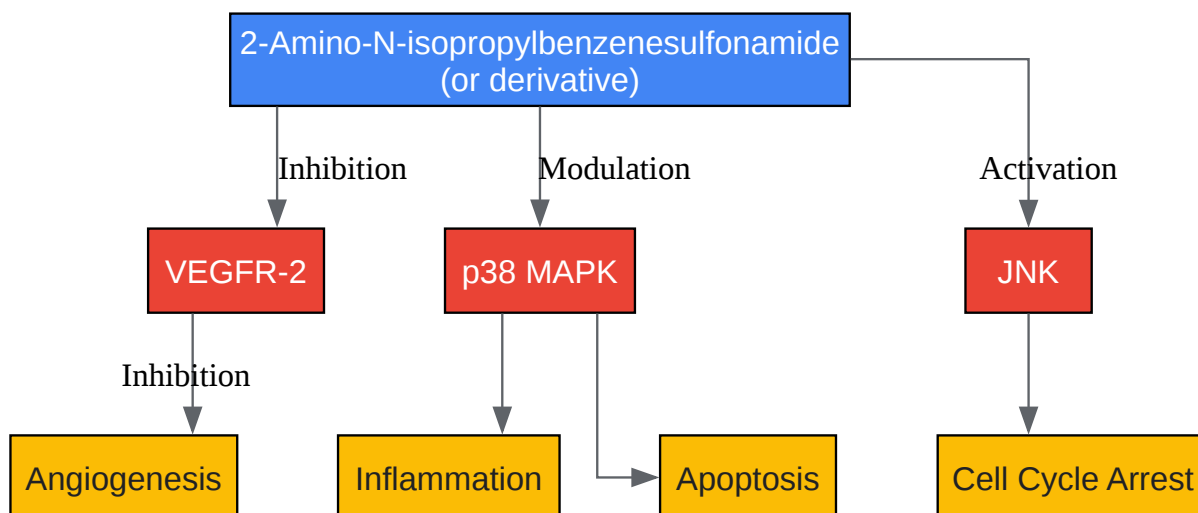 2-Amino-N-isopropylbenzenesulfonamide
(or derivative)
Inhibition
Modulation
Activation
VEGFR-2
p38 MAPK
JNK
Inhibition
Angiogenesis
Inflammation
Apoptosis
Cell Cycle Arrest